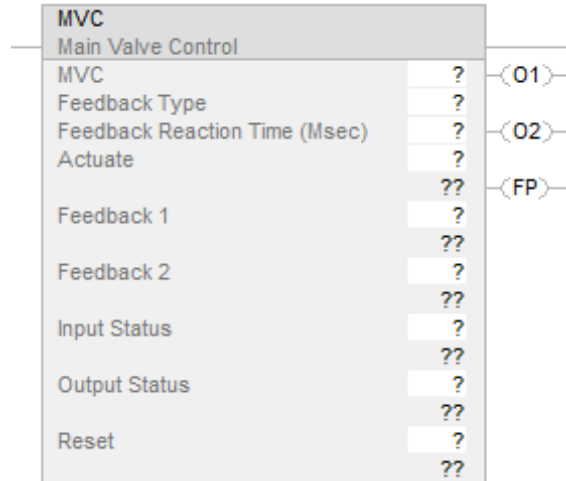 MVC
Main Valve Control
MVC ? O1
Feedback Type ?
Feedback Reaction Time (Msec) ? O2
Actuate ?
?? FP
Feedback 1 ?
??
Feedback 2 ?
??
Input Status ?
??
Output Status ?
??
Reset ?
??